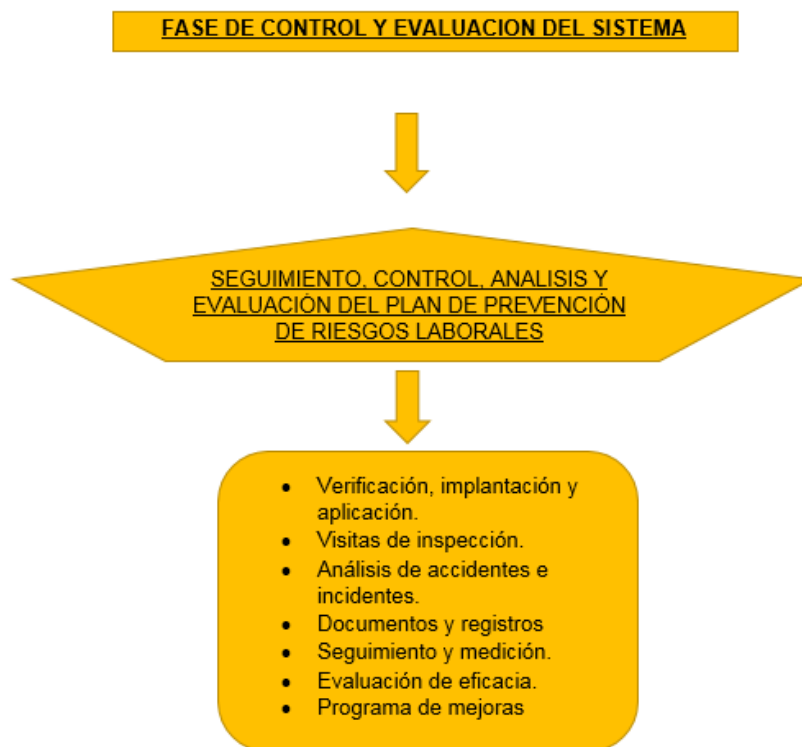 FASE DE CONTROL Y EVALUACION DEL SISTEMA
SEGUIMIENTO, CONTROL, ANALISIS Y
EVALUACIÓN DEL PLAN DE PREVENCIÓN
DE RIESGOS LABORALES
• Verificación, implantación y
aplicación.
• Visitas de inspección.
• Análisis de accidentes e
incidentes.
• Documentos y registros
• Seguimiento y medición.
• Evaluación de eficacia.
• Programa de mejoras